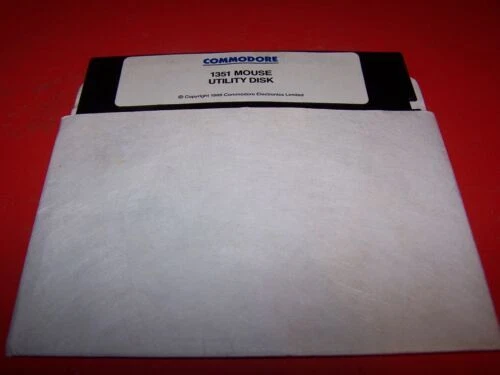 COMMODORE
1351 MOUSE
UTILITY DISK
© Copyright 1986 Commodore Electronics Limited